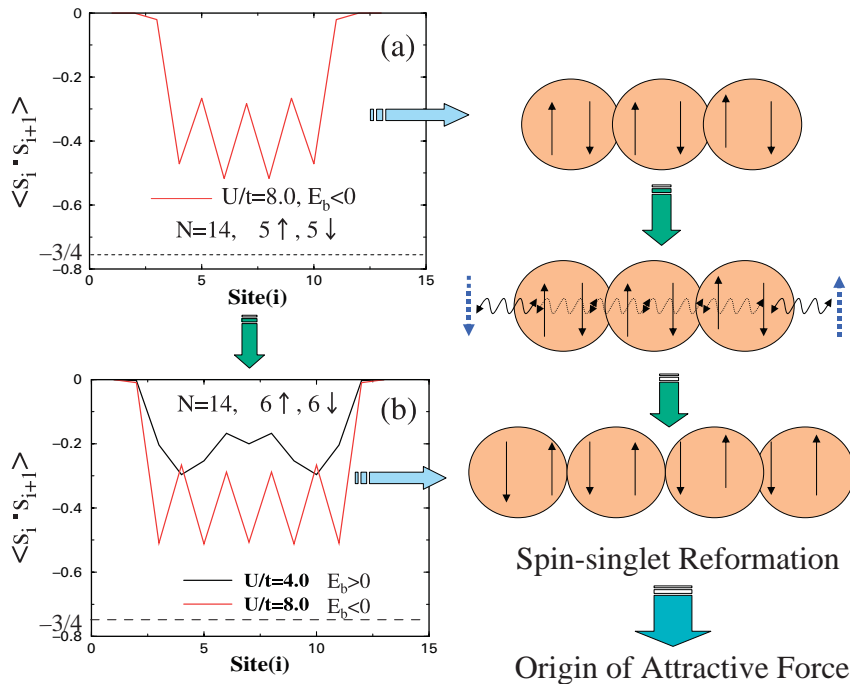 (a)
0
−0.2
−0.4
−0.6
−3/4
−0.8
<S_i · S_{i+1}>
U/t=8.0, E_b<0
N=14, 5↑, 5↓
0 5 10 15
Site(i)
(b)
0
−0.2
−0.4
−0.6
−3/4
−0.8
<S_i · S_{i+1}>
N=14, 6↑, 6↓
U/t=4.0 E_b>0
U/t=8.0 E_b<0
0 5 10 15
Site(i)
Spin-singlet Reformation
Origin of Attractive Force